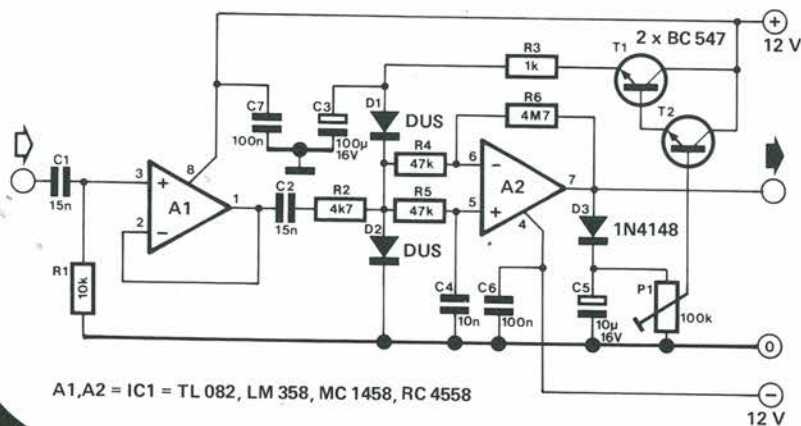 2 x BC 547
+
12 V
T1
R3
1k
T2
R6
4M7
C7
100n
C3
100µ
16V
D1
DUS
R4
47k
C1
15n
3
+
8
A1
1
2
−
C2
15n
R2
4k7
R5
47k
6
−
A2
7
5
+
4
D3
1N4148
D2
DUS
R1
10k
C4
10n
C6
100n
C5
10µ
16V
P1
100k
0
−
12 V
A1,A2 = IC1 = TL 082, LM 358, MC 1458, RC 4558